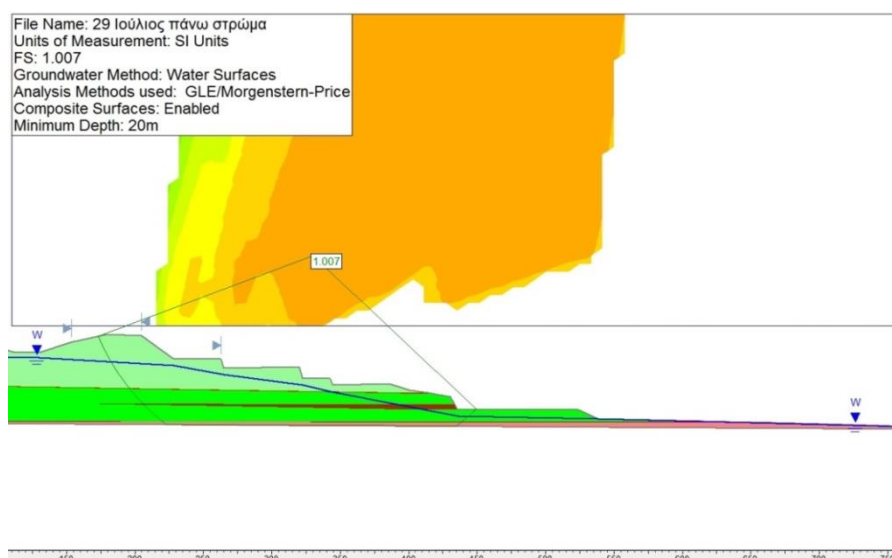 File Name: 29 Ιούλιος πάνω στρώμα
Units of Measurement: SI Units
FS: 1.007
Groundwater Method: Water Surfaces
Analysis Methods used: GLE/Morgenstern-Price
Composite Surfaces: Enabled
Minimum Depth: 20m
1.007
W
W